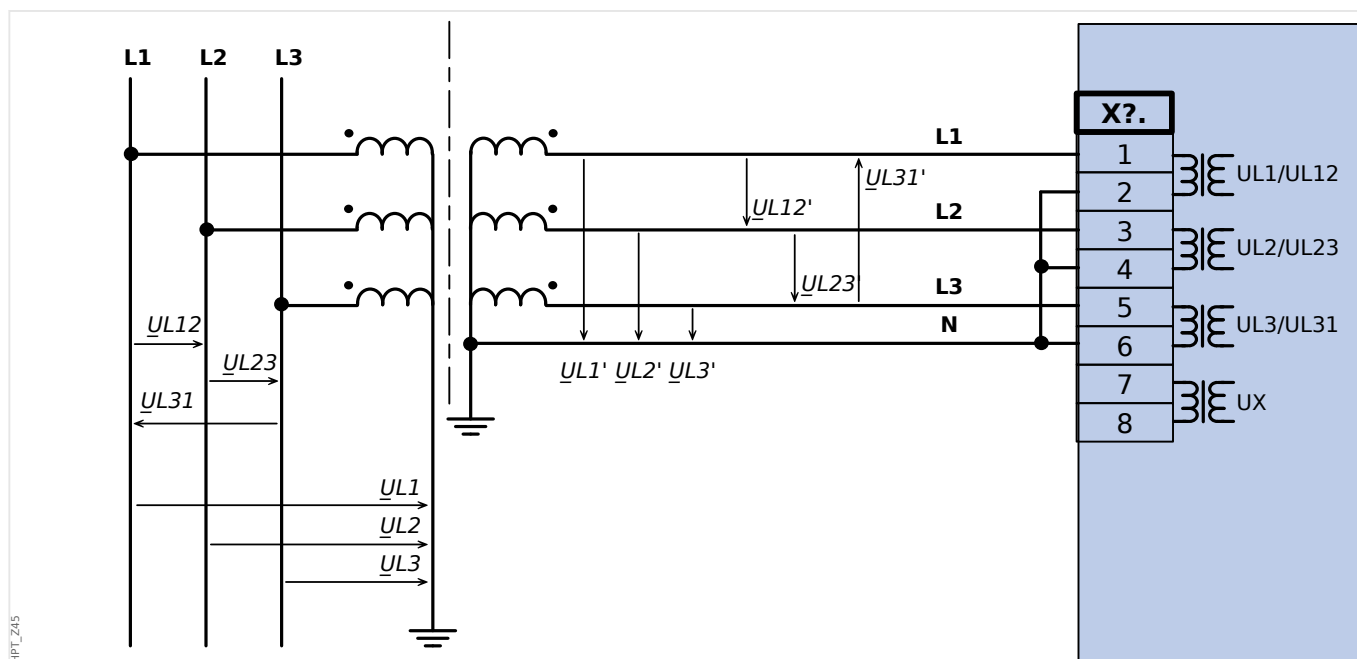 L1 L2 L3
X?.
L1
1
UL31'
UL1/UL12
2
UL12'
L2
3
UL2/UL23
4
UL23'
L3
5
UL12
N
UL3/UL31
6
UL23
UL1' UL2' UL3'
7
UL31
UX
8
UL1
UL2
UL3
HPT_Z45